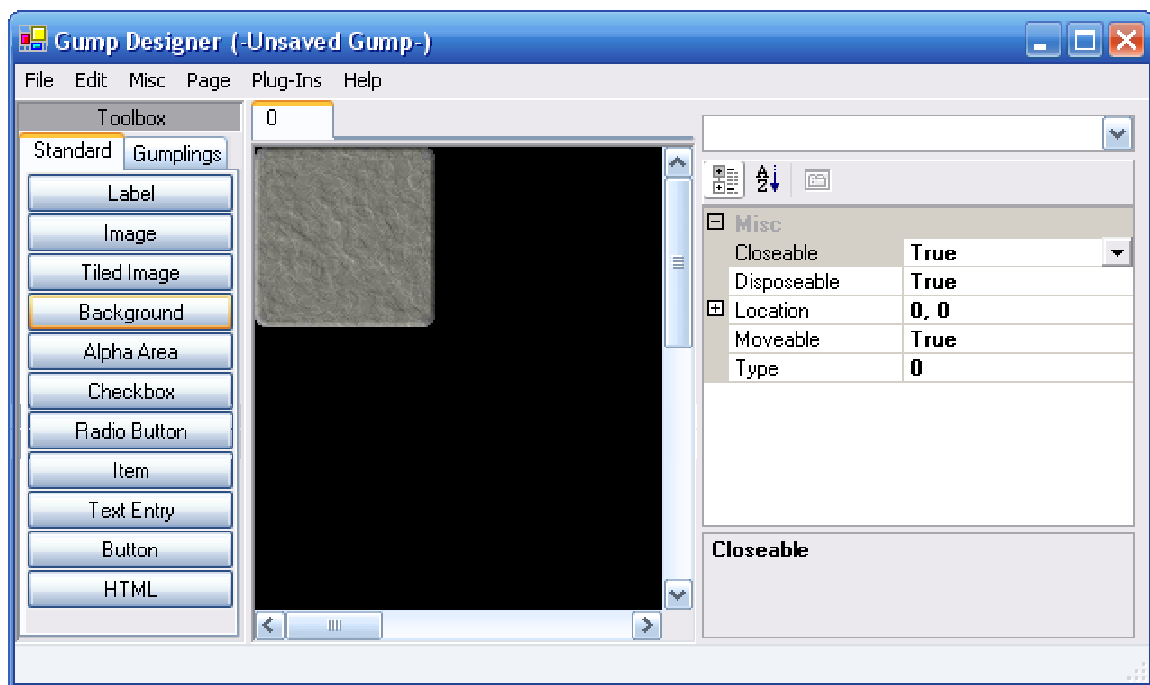 Gump Designer (-Unsaved Gump-)
File Edit Misc Page Plug-Ins Help
Toolbox
Standard Gumplings
Label
Image
Tiled Image
Background
Alpha Area
Checkbox
Radio Button
Item
Text Entry
Button
HTML
0
A Z
Misc
Closeable True
Disposeable True
Location 0, 0
Moveable True
Type 0
Closeable